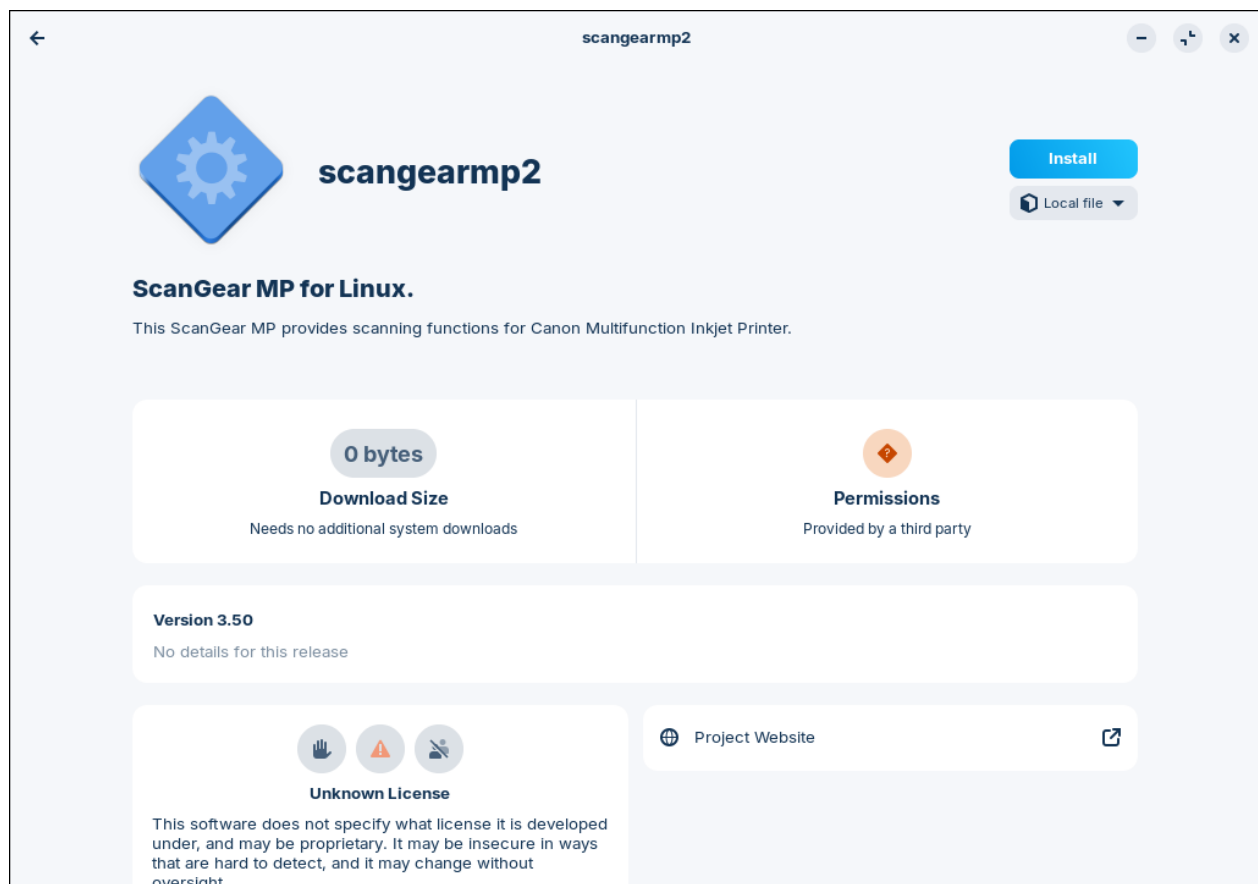 scangearmp2
scangearmp2
Install
Local file
ScanGear MP for Linux.
This ScanGear MP provides scanning functions for Canon Multifunction Inkjet Printer.
0 bytes
Download Size
Needs no additional system downloads
?
Permissions
Provided by a third party
Version 3.50
No details for this release
Unknown License
This software does not specify what license it is developed
under, and may be proprietary. It may be insecure in ways
that are hard to detect, and it may change without
oversight.
Project Website